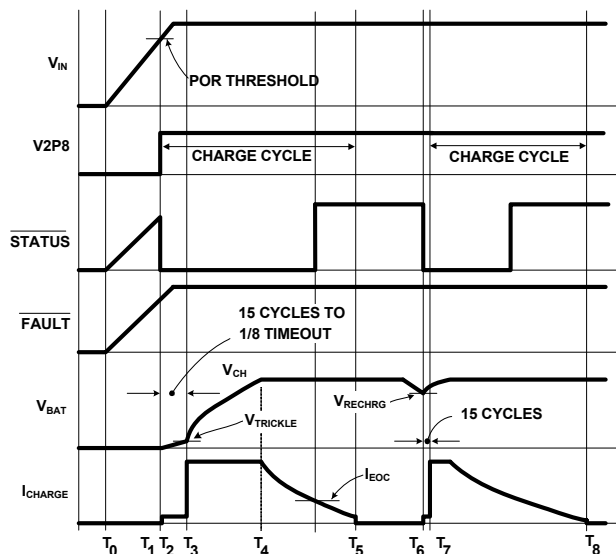 V_IN
POR THRESHOLD
V2P8
CHARGE CYCLE
CHARGE CYCLE
STATUS
FAULT
15 CYCLES TO
1/8 TIMEOUT
V_CH
V_BAT
V_RECHRG
V_TRICKLE
15 CYCLES
I_CHARGE
I_EOC
T_0 T_1 T_2 T_3 T_4 T_5 T_6 T_7 T_8